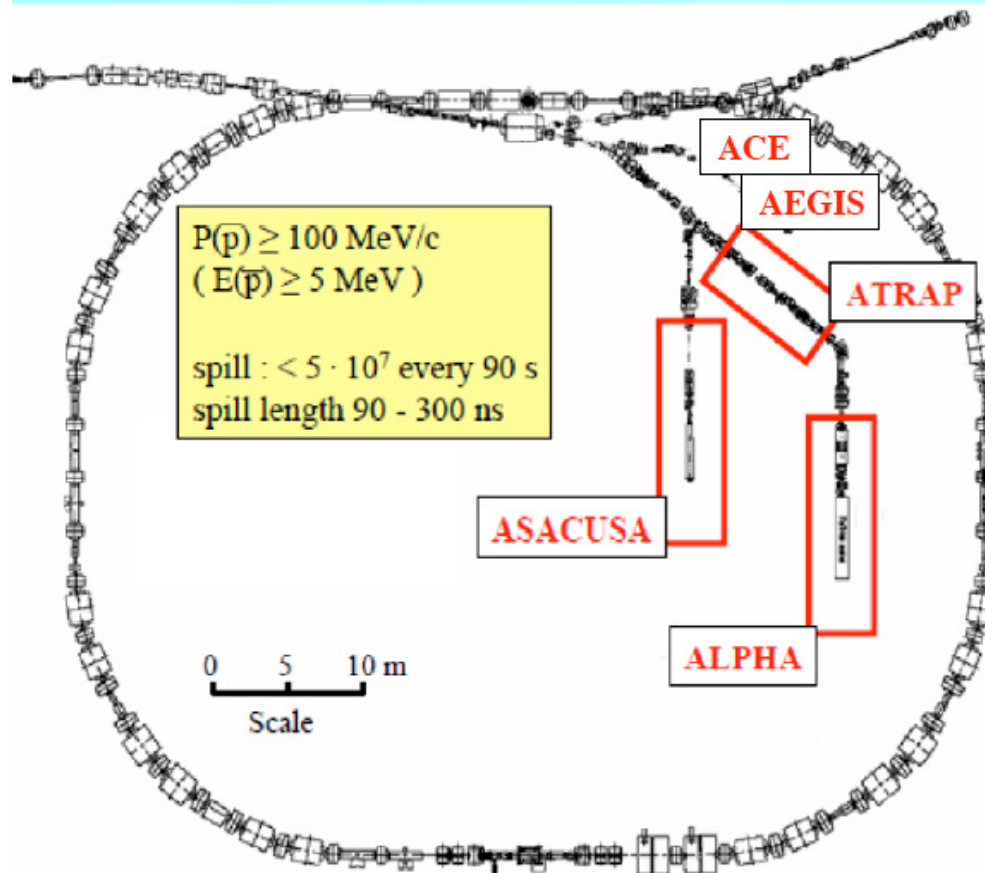 ACE
AEGIS
P(p̅) ≥ 100 MeV/c
( E(p̅) ≥ 5 MeV )
ATRAP
spill : < 5 · 10⁷ every 90 s
spill length 90 - 300 ns
ASACUSA
ALPHA
0 5 10 m
Scale